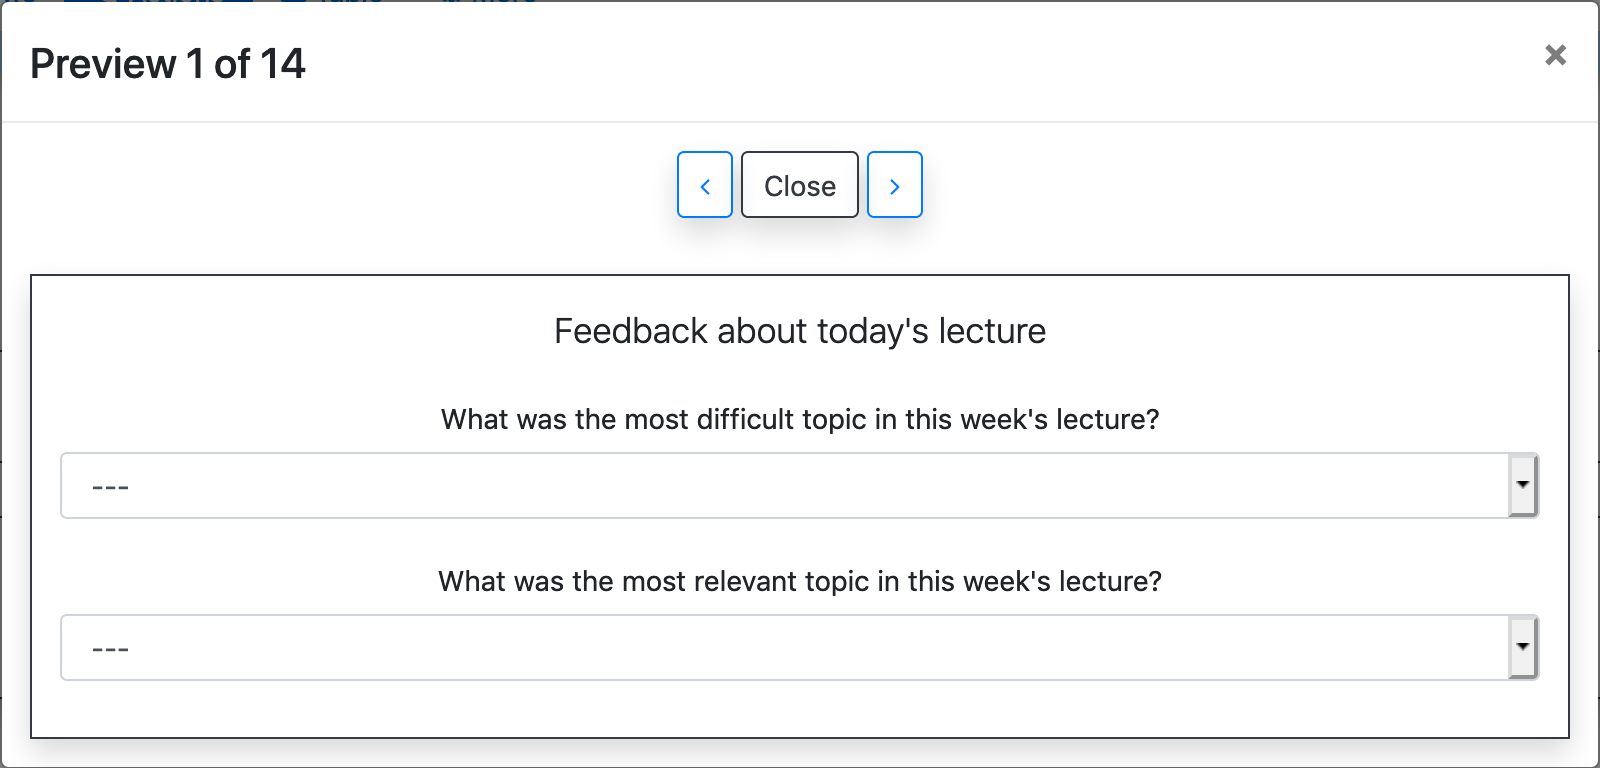 Preview 1 of 14
×
< Close >
Feedback about today's lecture
What was the most difficult topic in this week's lecture?
---
What was the most relevant topic in this week's lecture?
---